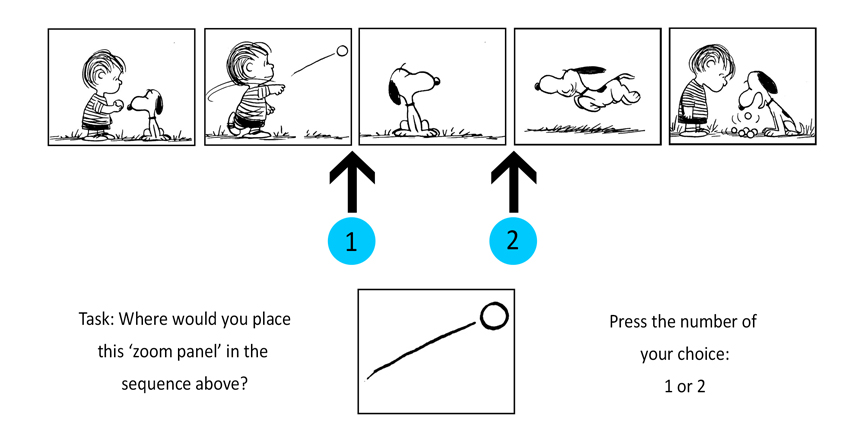 1
2
Task: Where would you place
this ‘zoom panel’ in the
sequence above?
Press the number of
your choice:
1 or 2